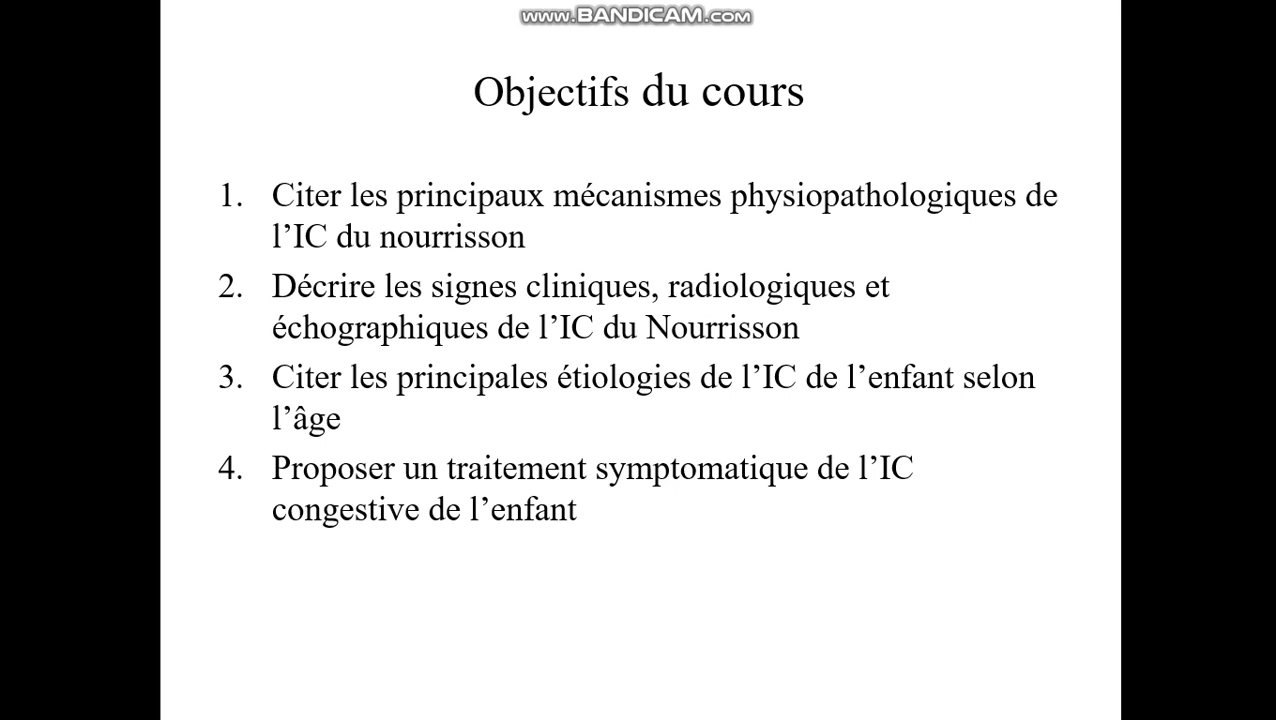 www.BANDICAM.com
Objectifs du cours
1. Citer les principaux mécanismes physiopathologiques de
l’IC du nourrisson
2. Décrire les signes cliniques, radiologiques et
échographiques de l’IC du Nourrisson
3. Citer les principales étiologies de l’IC de l’enfant selon
l’âge
4. Proposer un traitement symptomatique de l’IC
congestive de l’enfant